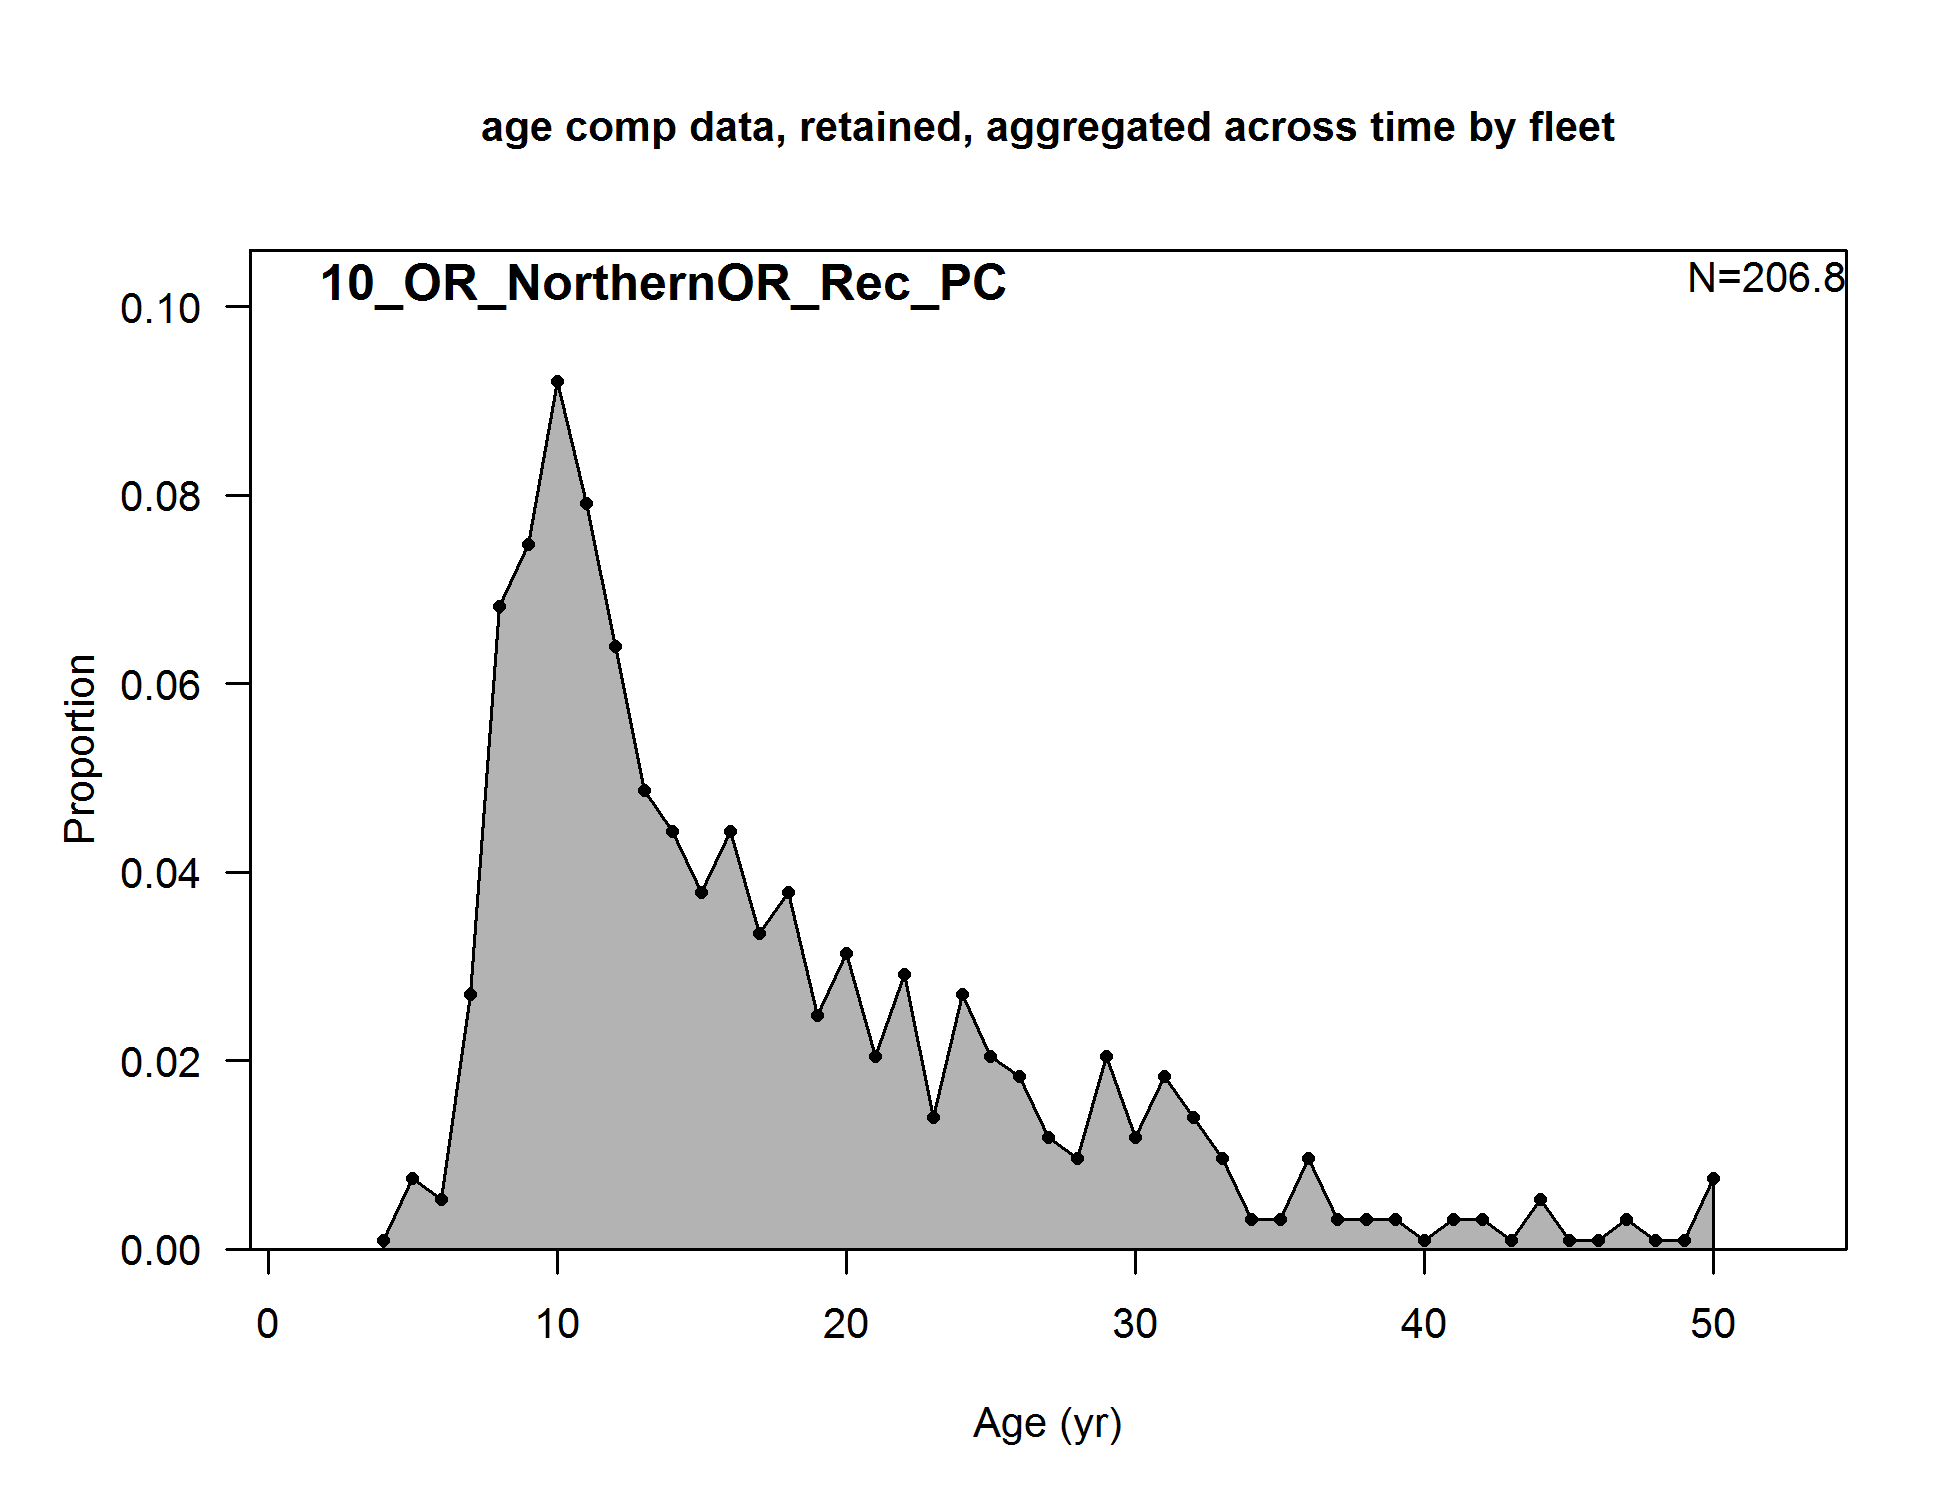 age comp data, retained, aggregated across time by fleet
10_OR_NorthernOR_Rec_PC
N=206.8
0.10
0.08
0.06
0.04
0.02
0.00
Proportion
0 10 20 30 40 50
Age (yr)